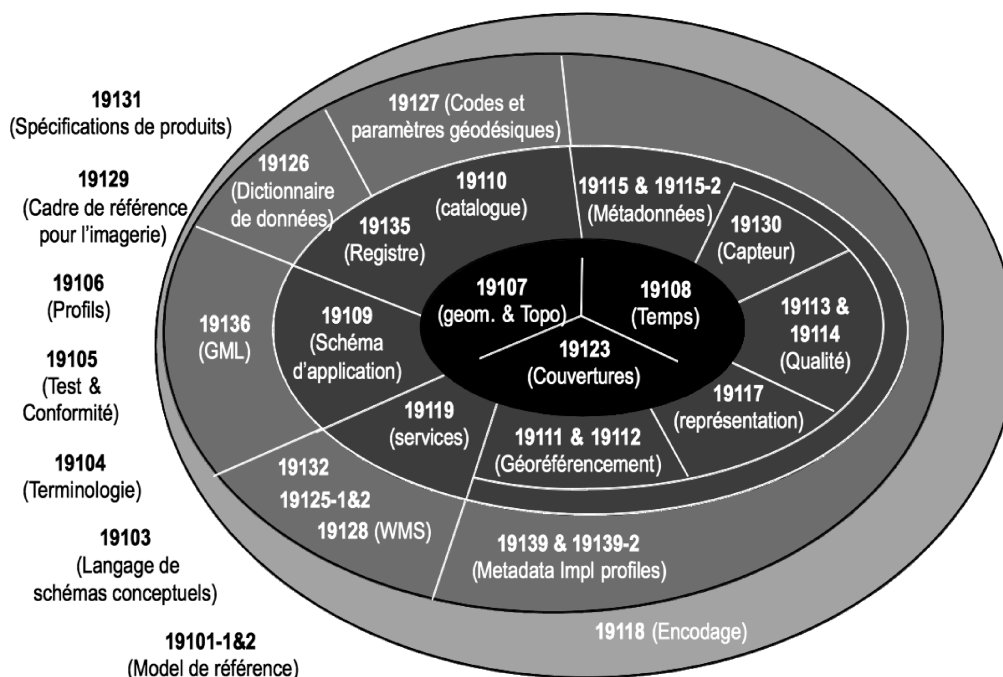 19131
(Spécifications de produits)
19129
(Cadre de référence
pour l'imagerie)
19106
(Profils)
19105
(Test &
Conformité)
19104
(Terminologie)
19103
(Langage de
schémas conceptuels)
19101-1&2
(Model de référence)
19127 (Codes et
paramètres géodésiques)
19126
(Dictionnaire
de données)
19110
(catalogue)
19135
(Registre)
19115 & 19115-2
(Métadonnées)
19130
(Capteur)
19107
(geom. & Topo)
19108
(Temps)
19123
(Couvertures)
19113 &
19114
(Qualité)
19136
(GML)
19109
(Schéma
d'application)
19119
(services)
19117
(représentation)
19111 & 19112
(Géoréférencement)
19132
19125-1&2
19128 (WMS)
19139 & 19139-2
(Metadata Impl profiles)
19118 (Encodage)